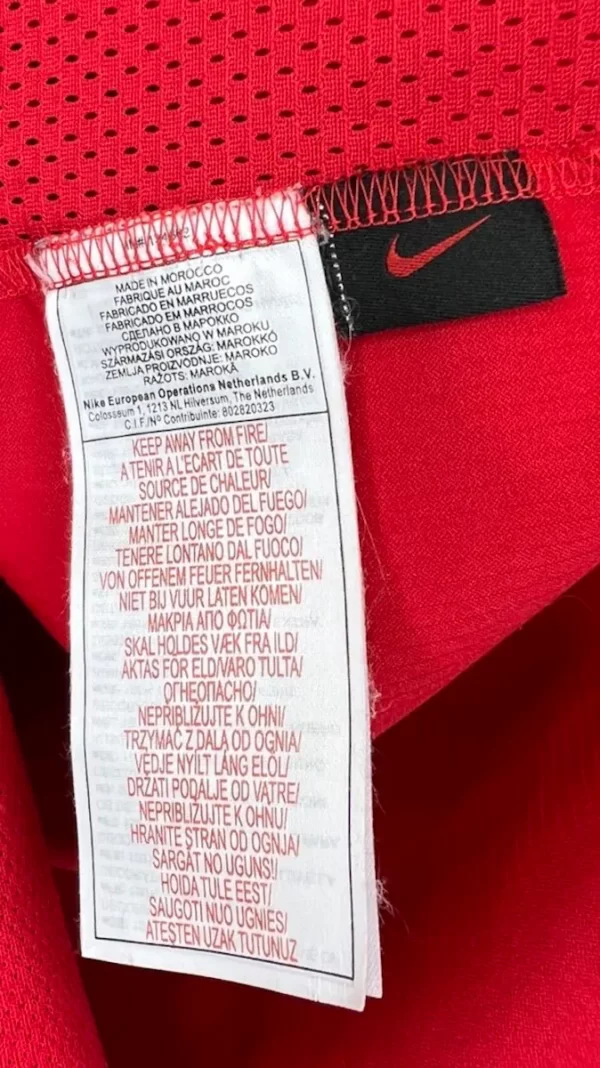 MADE IN MOROCCO
FABRIQUE AU MAROC
FABRICADO EN MARRUECOS
FABRICADO EM MARROCOS
СДЕЛАНО В МАРОККО
WYPRODUKOWANO W MAROKU
SZÁRMAZÁSI ORSZÁG: MAROKKÓ
ZEMLJA PROIZVODNJE: MAROKO
RAŽOTS: MAROKĀ
Nike European Operations Netherlands B.V.
Colosseum 1, 1213 NL Hilversum, The Netherlands
C.I.F./Nº Contribuinte: 802820323
KEEP AWAY FROM FIRE/
A TENIR A L'ECART DE TOUTE
SOURCE DE CHALEUR/
MANTENER ALEJADO DEL FUEGO/
MANTER LONGE DE FOGO/
TENERE LONTANO DAL FUOCO/
VON OFFENEM FEUER FERNHALTEN/
NIET BIJ VUUR LATEN KOMEN/
ΜΑΚΡΙΑ ΑΠΟ ΦΩΤΙΑ/
SKAL HOLDES VÆK FRA ILD/
AKTAS FÖR ELD/VARO TULTA/
ОГНЕОПАСНО/
NEPRIBLIŽUJTE K OHNI/
TRZYMAĆ Z DALA OD OGNIA/
VÉDJE NYÍLT LÁNG ELŐL/
DRŽATI PODALJE OD VATRE/
NEPRIBLIŽUJTE K OHŇU/
HRANITE STRAN OD OGNJA/
SARGĀT NO UGUNS!/
HOIDA TULE EEST/
SAUGOTI NUO UGNIES/
ATEŞTEN UZAK TUTUNUZ